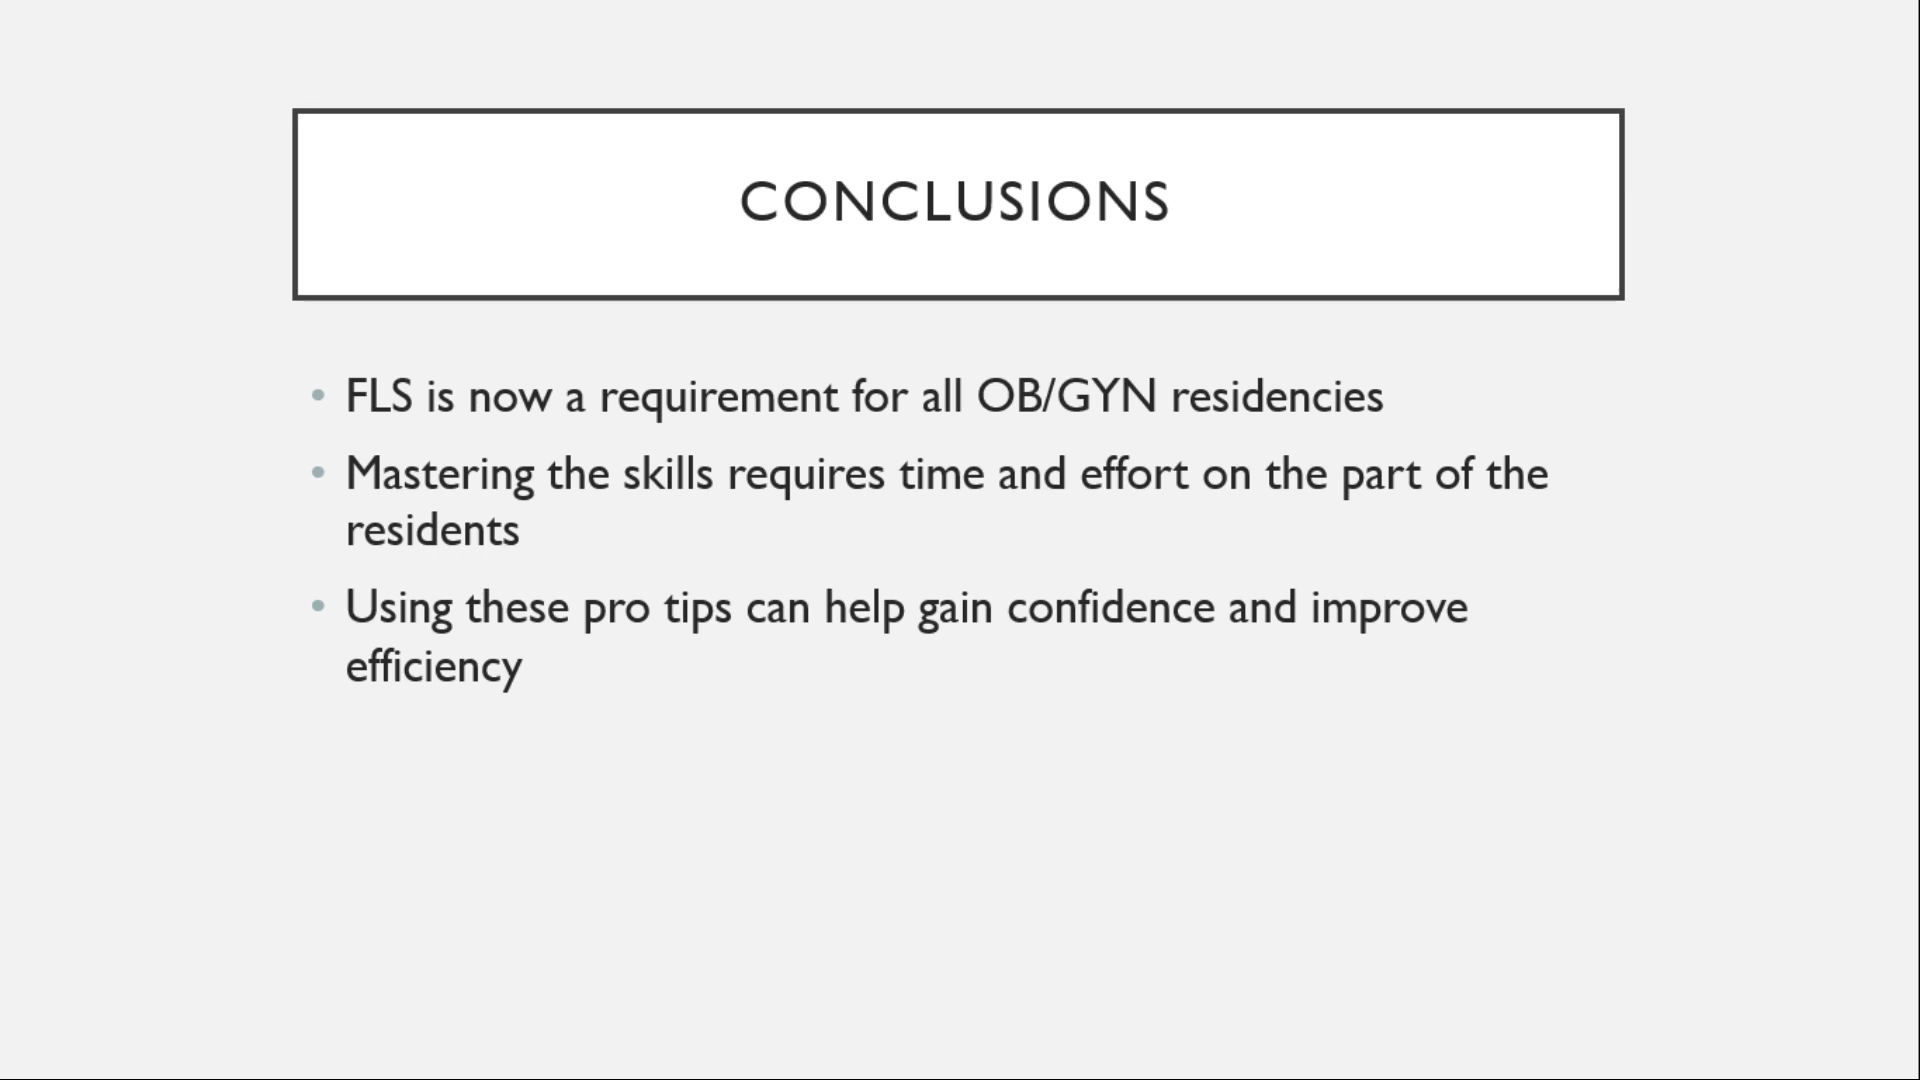 CONCLUSIONS
• FLS is now a requirement for all OB/GYN residencies
• Mastering the skills requires time and effort on the part of the
residents
• Using these pro tips can help gain confidence and improve
efficiency